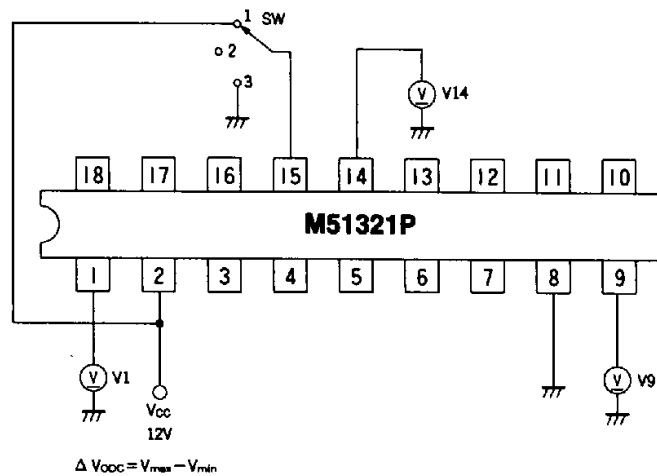 1 SW
2
3
V V14
18 17 16 15 14 13 12 11 10
M51321P
1 2 3 4 5 6 7 8 9
V V1
V V9
VCC
12V
Δ VODC = Vmax − Vmin